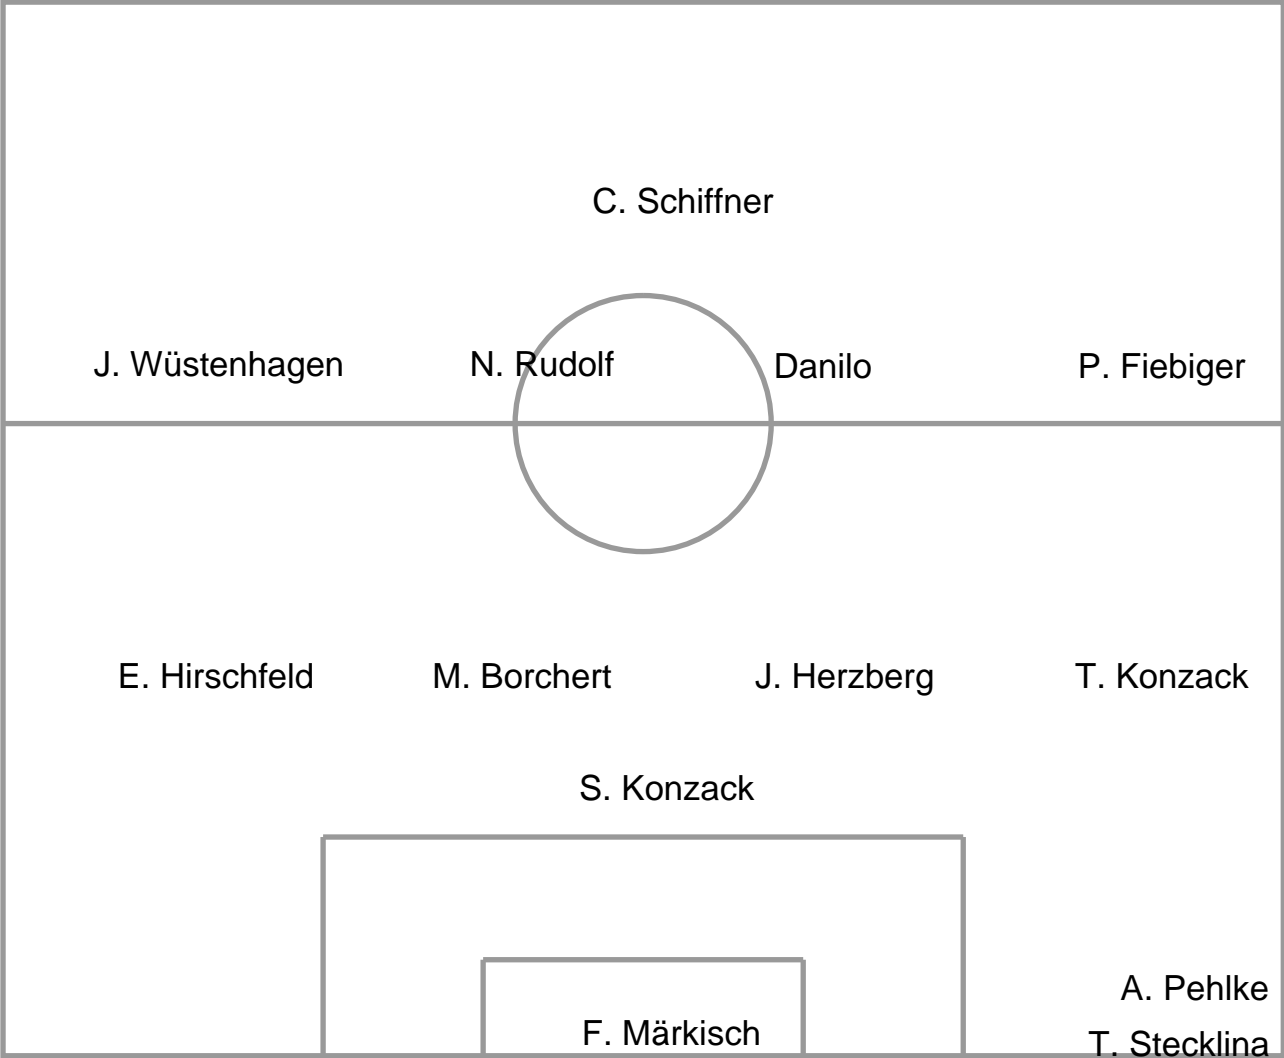 C. Schiffner
J. Wüstenhagen
N. Rudolf
Danilo
P. Fiebiger
E. Hirschfeld
M. Borchert
J. Herzberg
T. Konzack
S. Konzack
A. Pehlke
F. Märkisch
T. Stecklina